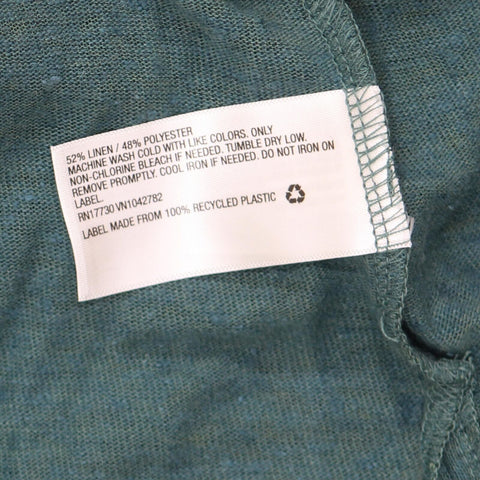 52% LINEN / 48% POLYESTER
MACHINE WASH COLD WITH LIKE COLORS. ONLY
NON-CHLORINE BLEACH IF NEEDED. TUMBLE DRY LOW.
REMOVE PROMPTLY. COOL IRON IF NEEDED. DO NOT IRON ON
LABEL.
RN17730 VN1042782
LABEL MADE FROM 100% RECYCLED PLASTIC